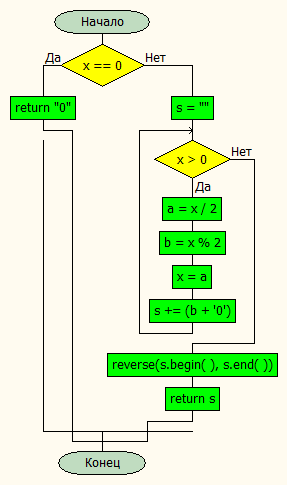 Начало
Да
Нет
x == 0
return "0"
s = ""
x > 0
Нет
Да
a = x / 2
b = x % 2
x = a
s += (b + '0')
reverse(s.begin( ), s.end( ))
return s
Конец